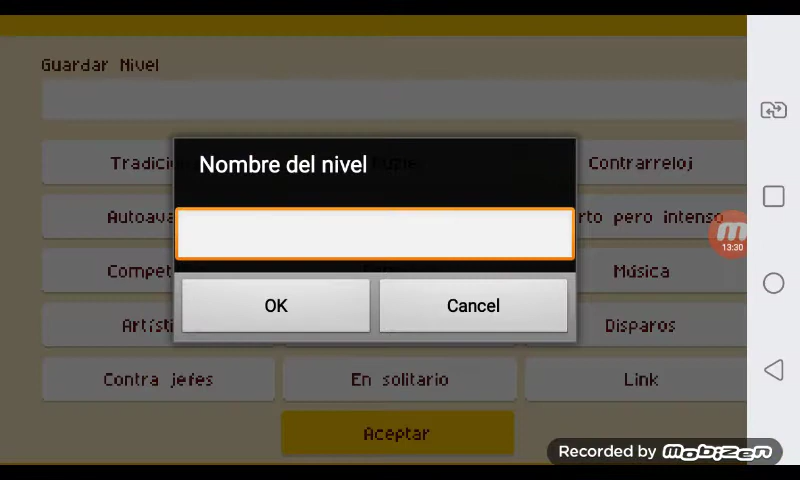 Guardar Nivel
Nombre del nivel
Contrarreloj
rto pero intenso
13:30
Música
OK
Cancel
Disparos
Contra jefes
En solitario
Link
Aceptar
Recorded by mobizen